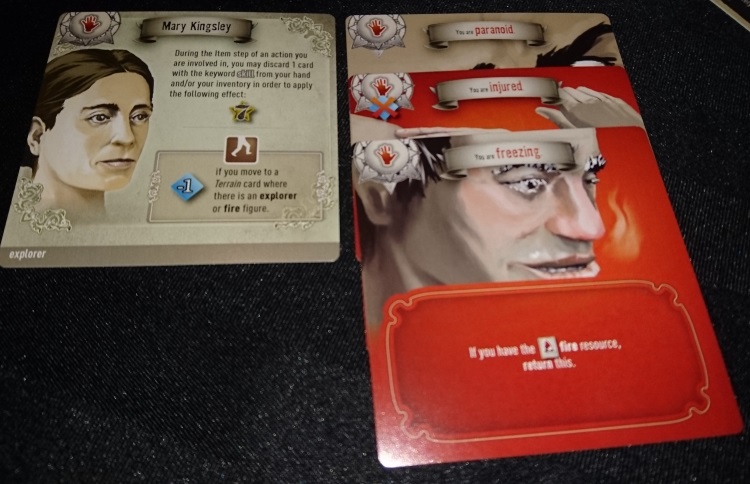 Mary Kingsley
During the Item step of an action you
are involved in, you may discard 1 card
with the keyword skill from your hand
and/or your inventory in order to apply
the following effect:
7
-1
if you move to a
Terrain card where
there is an explorer
or fire figure.
explorer
You are paranoid
You are injured
You are freezing
If you have the fire resource,
return this.